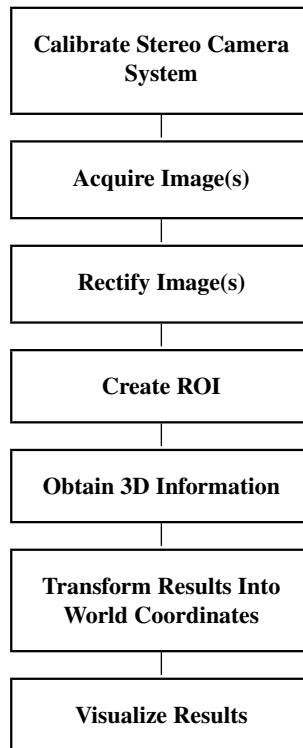 Calibrate Stereo Camera
System
Acquire Image(s)
Rectify Image(s)
Create ROI
Obtain 3D Information
Transform Results Into
World Coordinates
Visualize Results